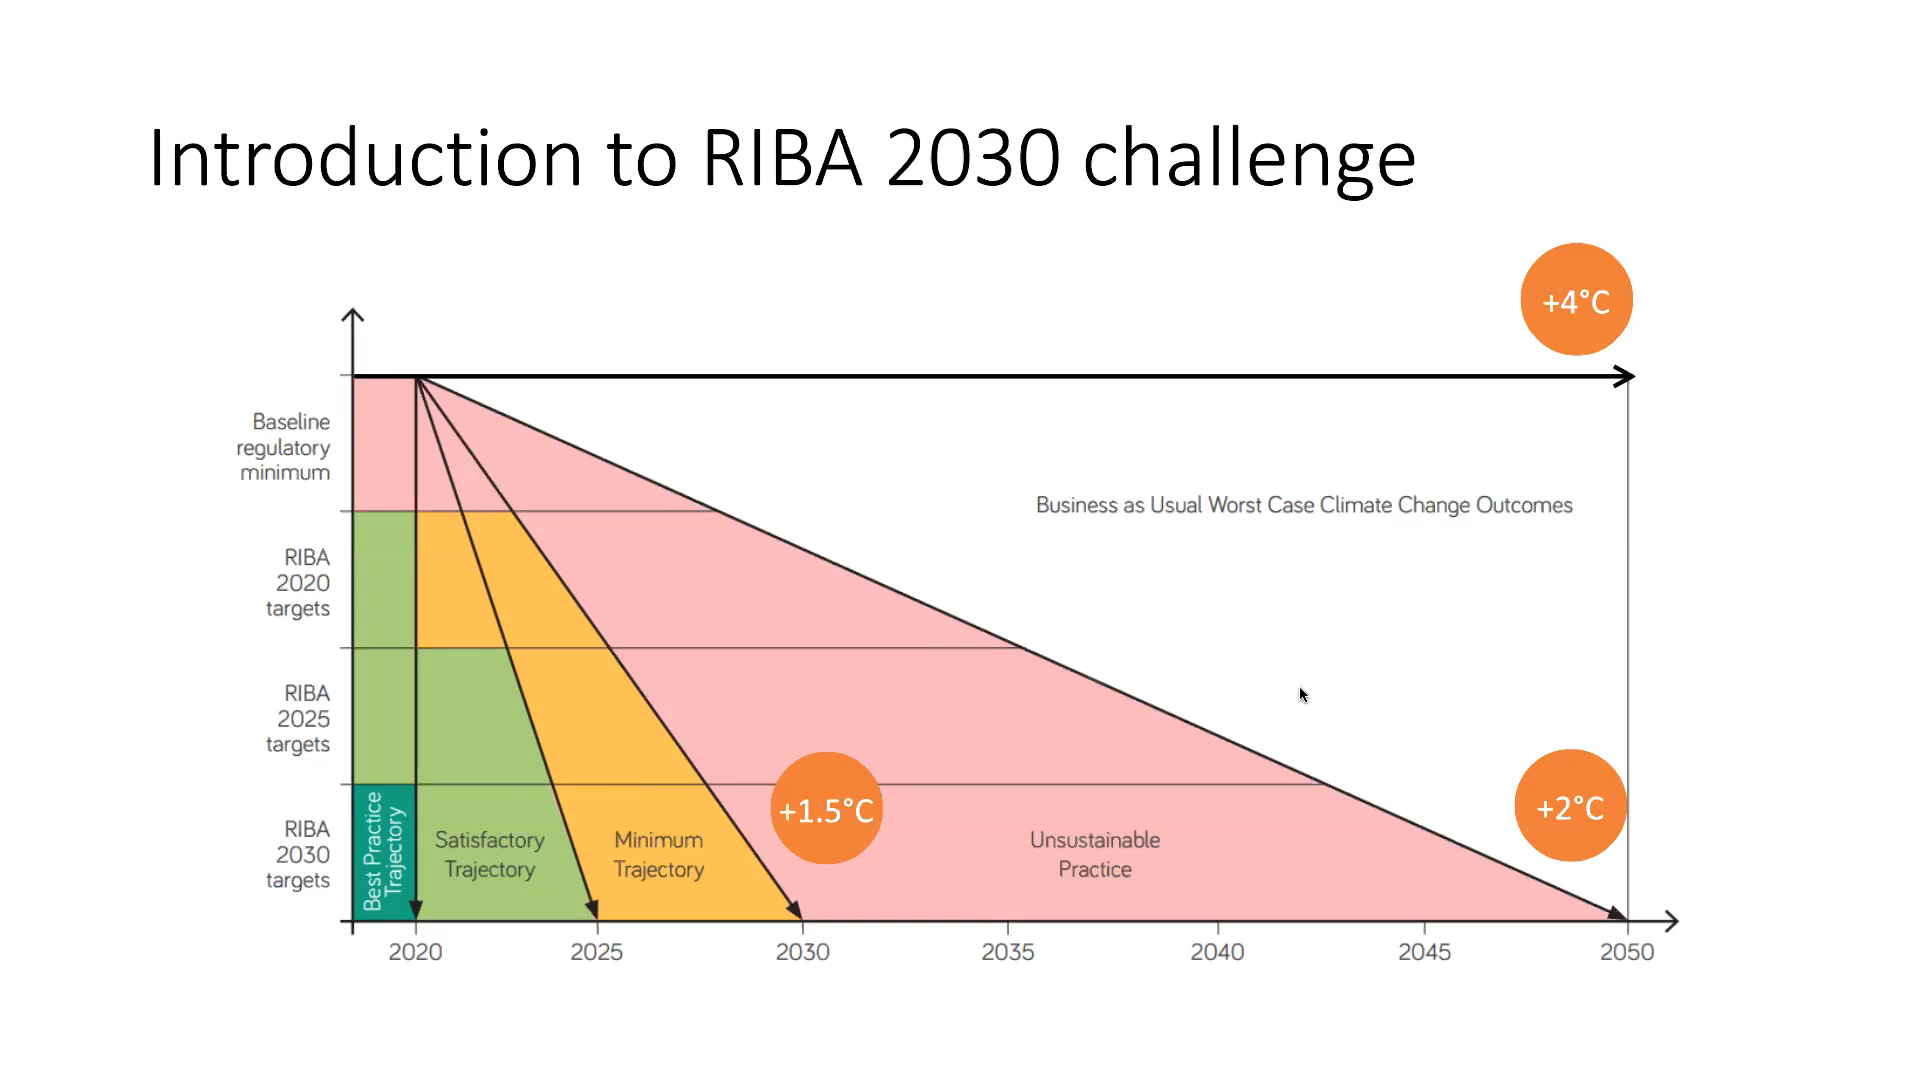 Introduction to RIBA 2030 challenge
+4°C
Baseline
regulatory
minimum
Business as Usual Worst Case Climate Change Outcomes
RIBA
2020
targets
RIBA
2025
targets
RIBA
2030
targets
Best Practice
Trajectory
Satisfactory
Trajectory
Minimum
Trajectory
+1.5°C
Unsustainable
Practice
+2°C
2020
2025
2030
2035
2040
2045
2050